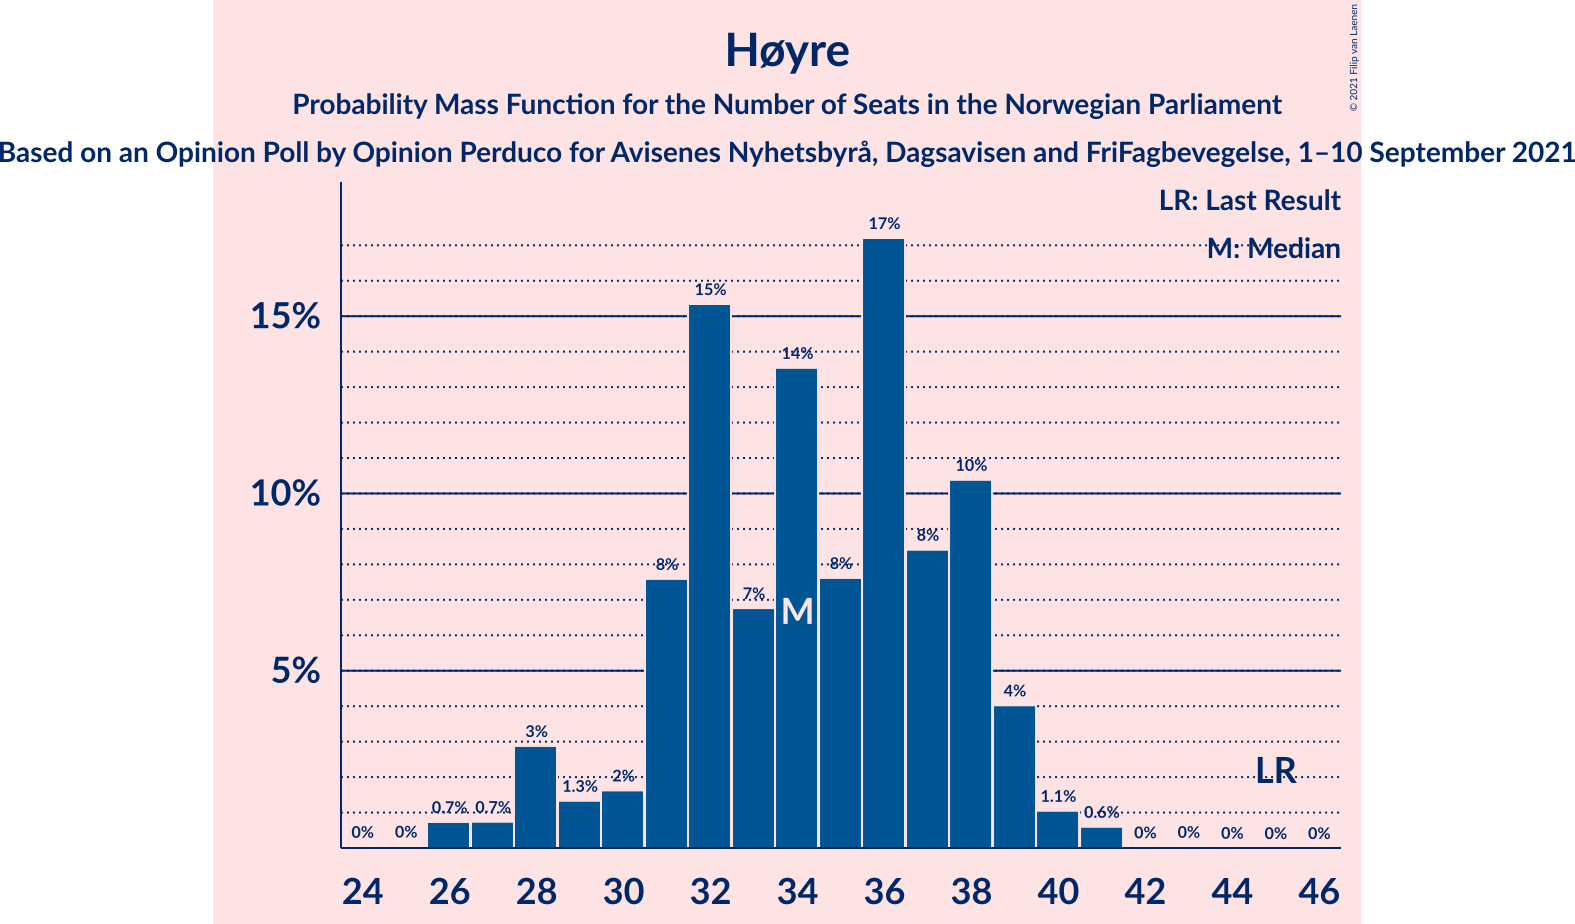 Høyre
Probability Mass Function for the Number of Seats in the Norwegian Parliament
Based on an Opinion Poll by Opinion Perduco for Avisenes Nyhetsbyrå, Dagsavisen and FriFagbevegelse, 1–10 September 2021
© 2021 Filip van Laenen
LR: Last Result
M: Median
15%
10%
5%
0% 0% 0.7% 0.7% 3% 1.3% 2% 8% 15% 7% 14% 8% 17% 8% 10% 4% 1.1% 0.6% 0% 0% 0% 0% 0%
M
LR
24 26 28 30 32 34 36 38 40 42 44 46